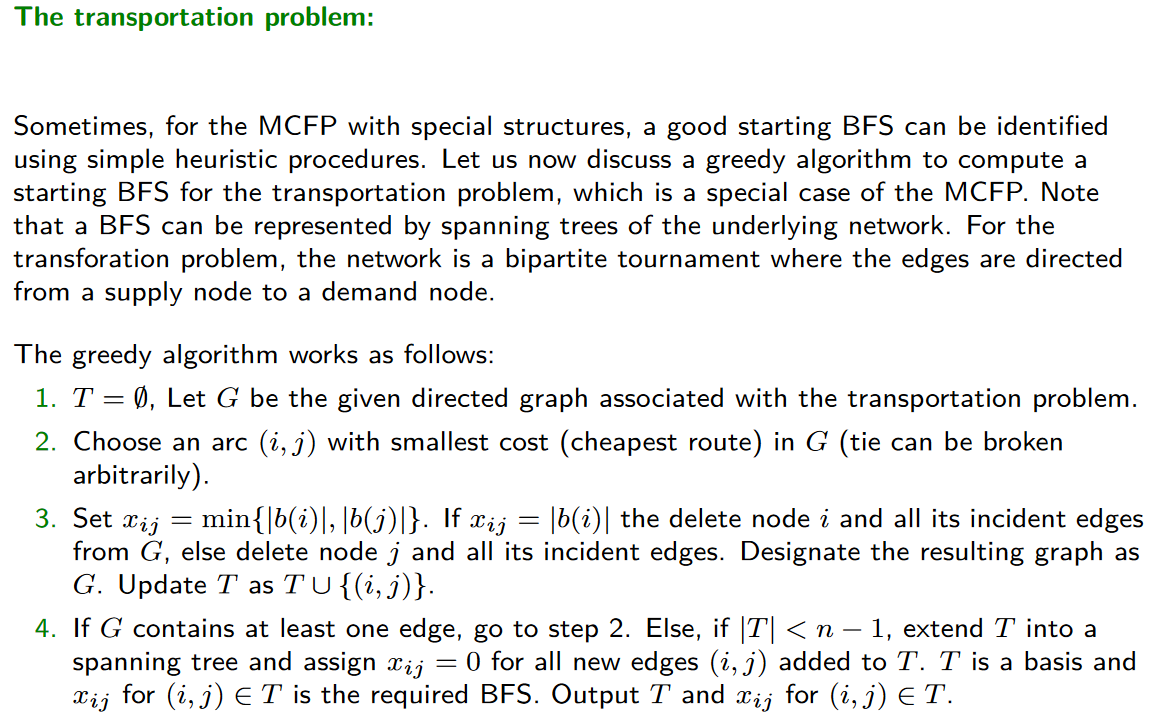 The transportation problem:
Sometimes, for the MCFP with special structures, a good starting BFS can be identified
using simple heuristic procedures. Let us now discuss a greedy algorithm to compute a
starting BFS for the transportation problem, which is a special case of the MCFP. Note
that a BFS can be represented by spanning trees of the underlying network. For the
transforation problem, the network is a bipartite tournament where the edges are directed
from a supply node to a demand node.
The greedy algorithm works as follows:
1. T = ∅, Let G be the given directed graph associated with the transportation problem.
2. Choose an arc (i, j) with smallest cost (cheapest route) in G (tie can be broken
arbitrarily).
3. Set x_{ij} = min{|b(i)|, |b(j)|}. If x_{ij} = |b(i)| the delete node i and all its incident edges
from G, else delete node j and all its incident edges. Designate the resulting graph as
G. Update T as T ∪ {(i, j)}.
4. If G contains at least one edge, go to step 2. Else, if |T| < n − 1, extend T into a
spanning tree and assign x_{ij} = 0 for all new edges (i, j) added to T. T is a basis and
x_{ij} for (i, j) ∈ T is the required BFS. Output T and x_{ij} for (i, j) ∈ T.